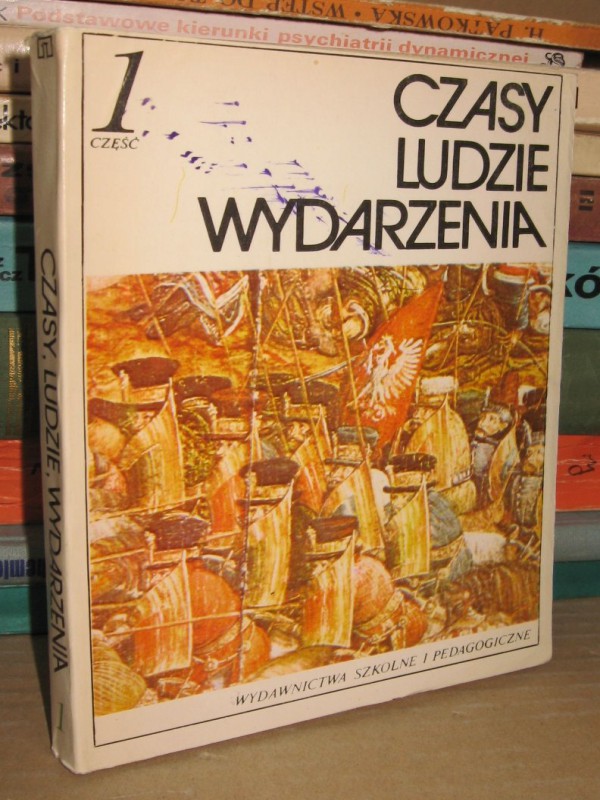 H. PATKOWSKA • WSTĘP DO
Podstawowe kierunki psychiatrii dynamicznej
1
CZĘŚĆ
CZASY
LUDZIE
WYDARZENIA
WYDAWNICTWA SZKOLNE I PEDAGOGICZNE
CZASY, LUDZIE, WYDARZENIA
1